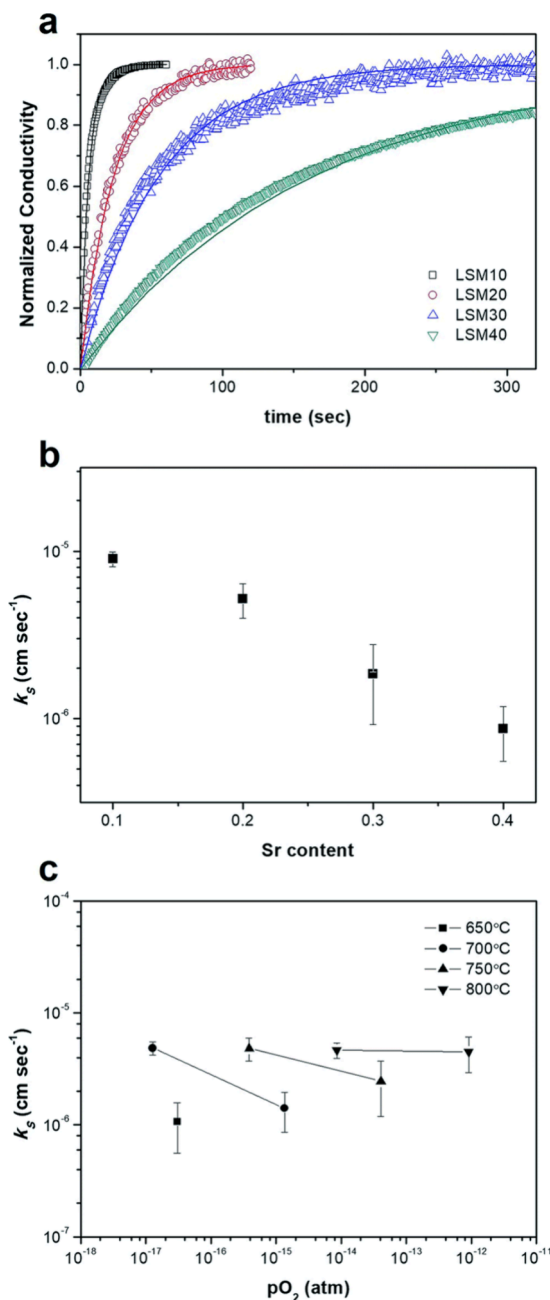 a
1.0
0.8
0.6
0.4
0.2
0.0
Normalized Conductivity
LSM10
LSM20
LSM30
LSM40
0 100 200 300
time (sec)
b
10⁻⁵
10⁻⁶
kₛ (cm sec⁻¹)
0.1 0.2 0.3 0.4
Sr content
c
10⁻⁴
10⁻⁵
10⁻⁶
10⁻⁷
kₛ (cm sec⁻¹)
650°C
700°C
750°C
800°C
10⁻¹⁸ 10⁻¹⁷ 10⁻¹⁶ 10⁻¹⁵ 10⁻¹⁴ 10⁻¹³ 10⁻¹² 10⁻¹¹
pO₂ (atm)